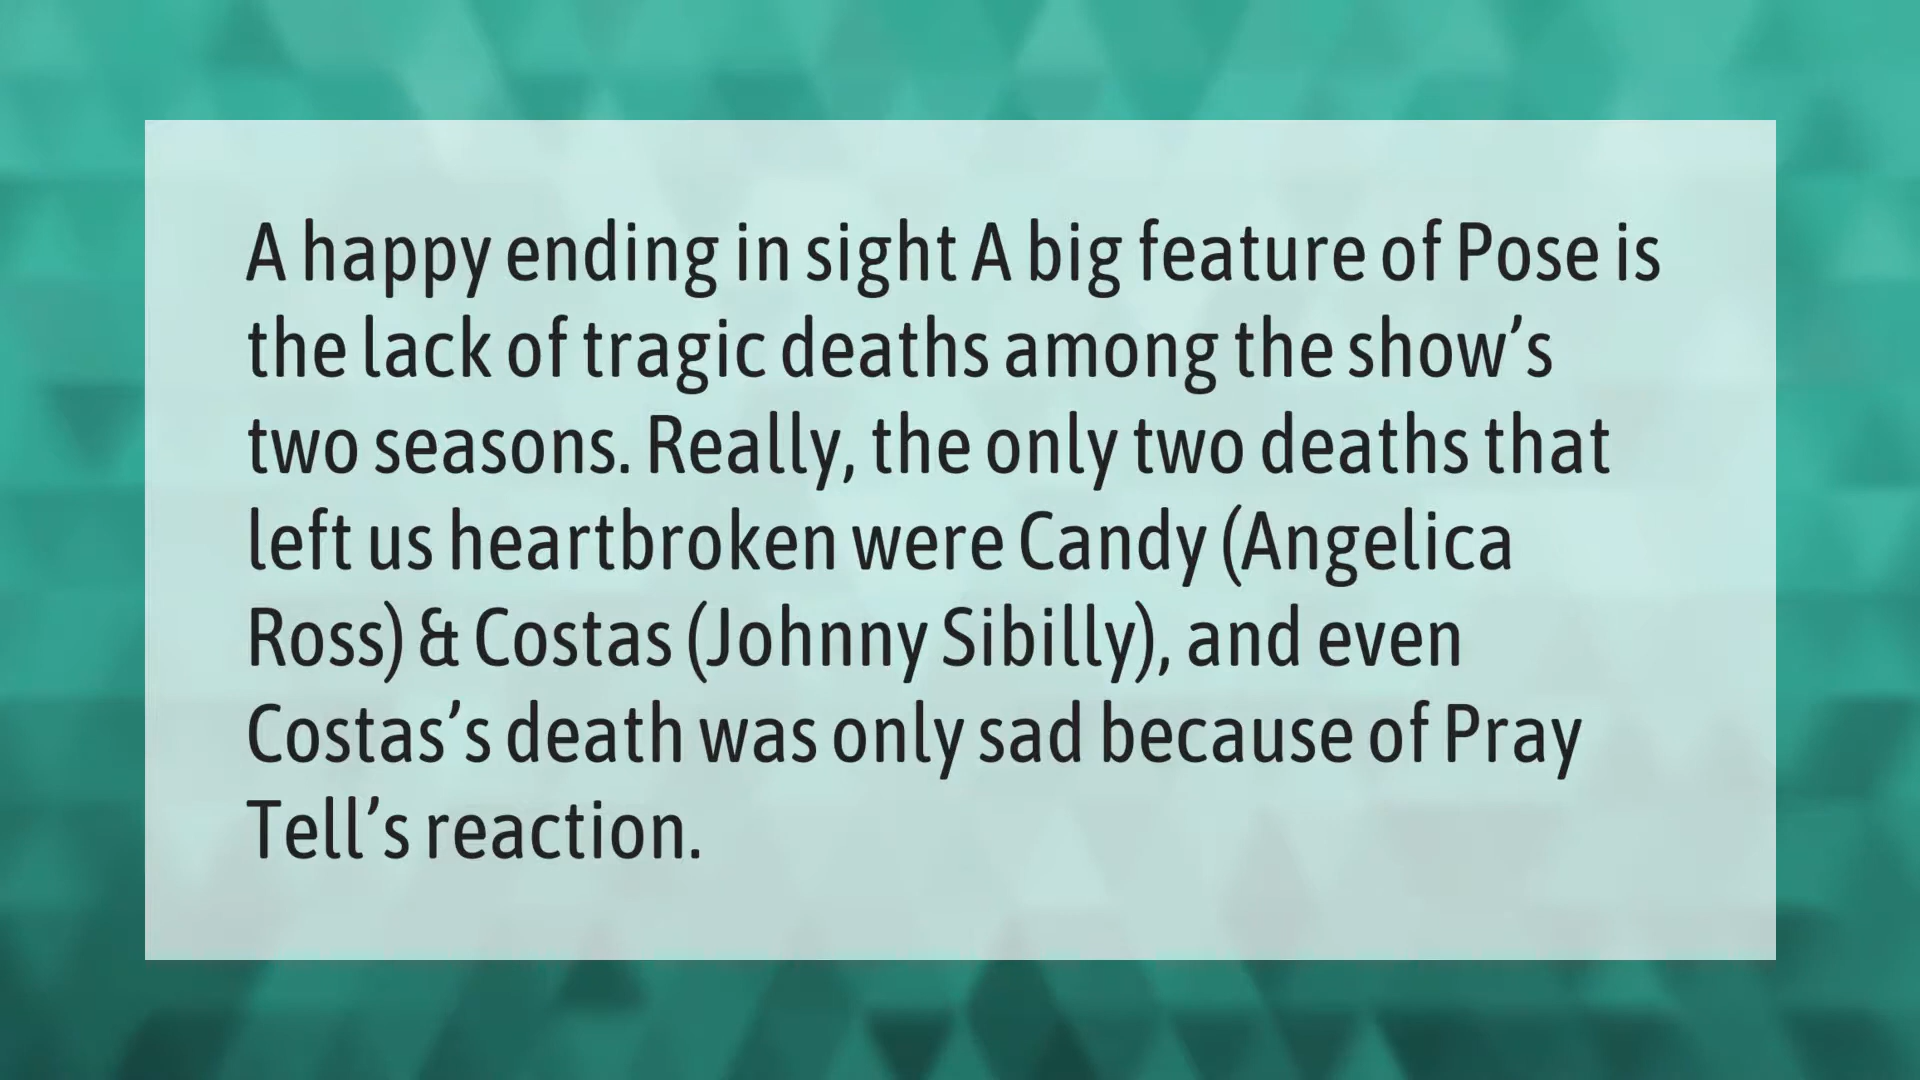 A happy ending in sight A big feature of Pose is
the lack of tragic deaths among the show’s
two seasons. Really, the only two deaths that
left us heartbroken were Candy (Angelica
Ross) & Costas (Johnny Sibilly), and even
Costas’s death was only sad because of Pray
Tell’s reaction.